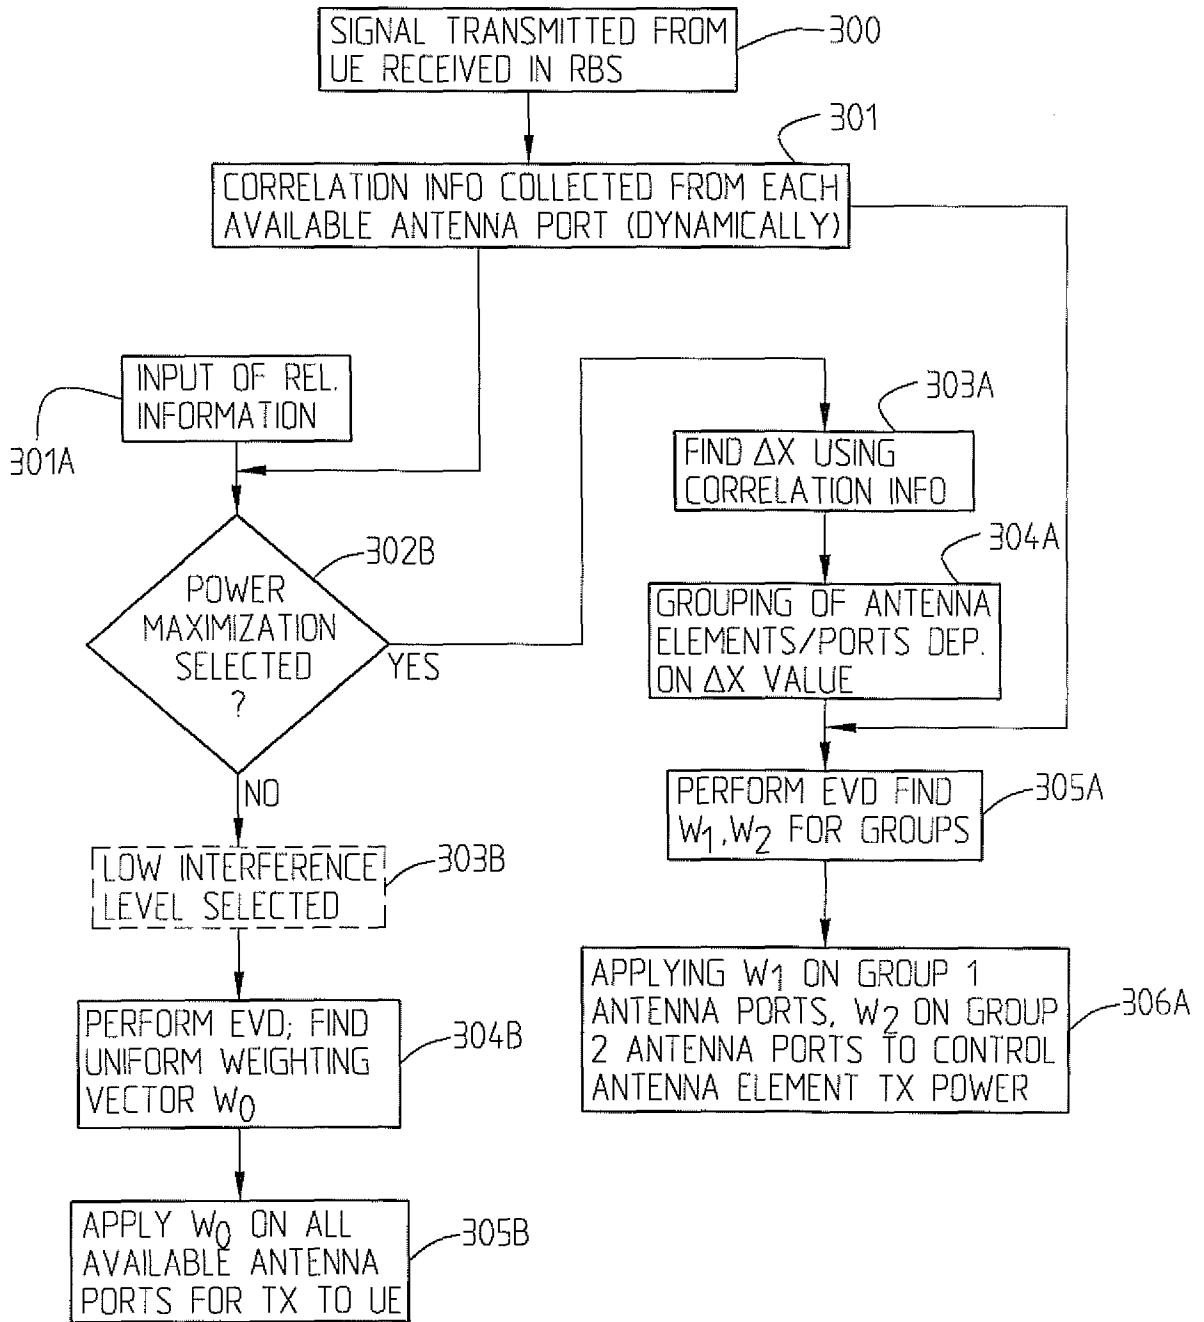 SIGNAL TRANSMITTED FROM
UE RECEIVED IN RBS
300
301
CORRELATION INFO COLLECTED FROM EACH
AVAILABLE ANTENNA PORT (DYNAMICALLY)
INPUT OF REL.
INFORMATION
301A
302B
POWER
MAXIMIZATION
SELECTED
?
YES
NO
303A
FIND ΔX USING
CORRELATION INFO
304A
GROUPING OF ANTENNA
ELEMENTS/PORTS DEP.
ON ΔX VALUE
PERFORM EVD FIND
W1,W2 FOR GROUPS
305A
APPLYING W1 ON GROUP 1
ANTENNA PORTS, W2 ON GROUP
2 ANTENNA PORTS TO CONTROL
ANTENNA ELEMENT TX POWER
306A
LOW INTERFERENCE
LEVEL SELECTED
303B
PERFORM EVD; FIND
UNIFORM WEIGHTING
VECTOR W0
304B
APPLY W0 ON ALL
AVAILABLE ANTENNA
PORTS FOR TX TO UE
305B